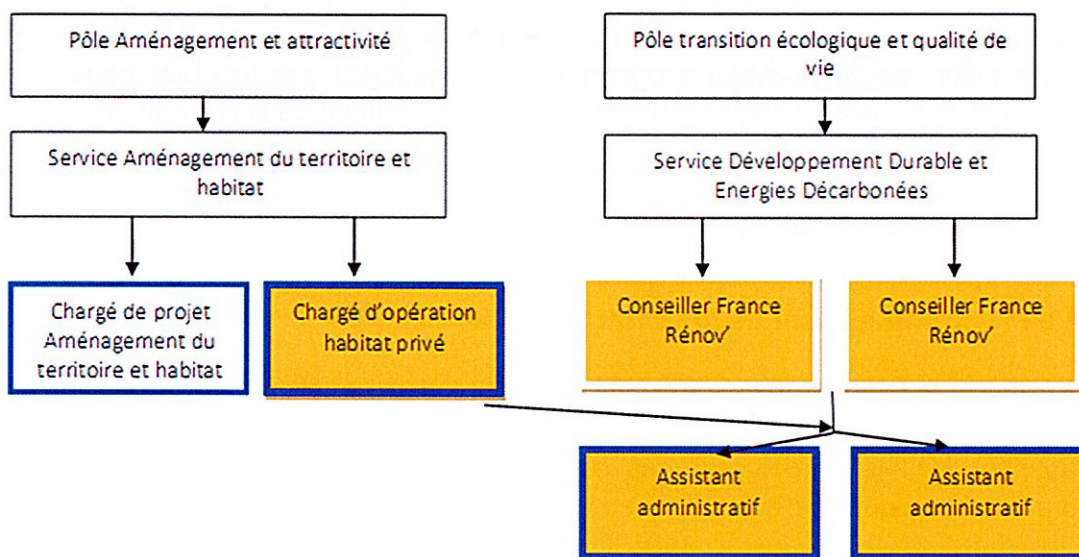 Pôle Aménagement et attractivité
Pôle transition écologique et qualité de
vie
Service Aménagement du territoire et
habitat
Service Développement Durable et
Energies Décarbonées
Chargé de projet
Aménagement du
territoire et habitat
Chargé d'opération
habitat privé
Conseiller France
Rénov'
Conseiller France
Rénov'
Assistant
administratif
Assistant
administratif